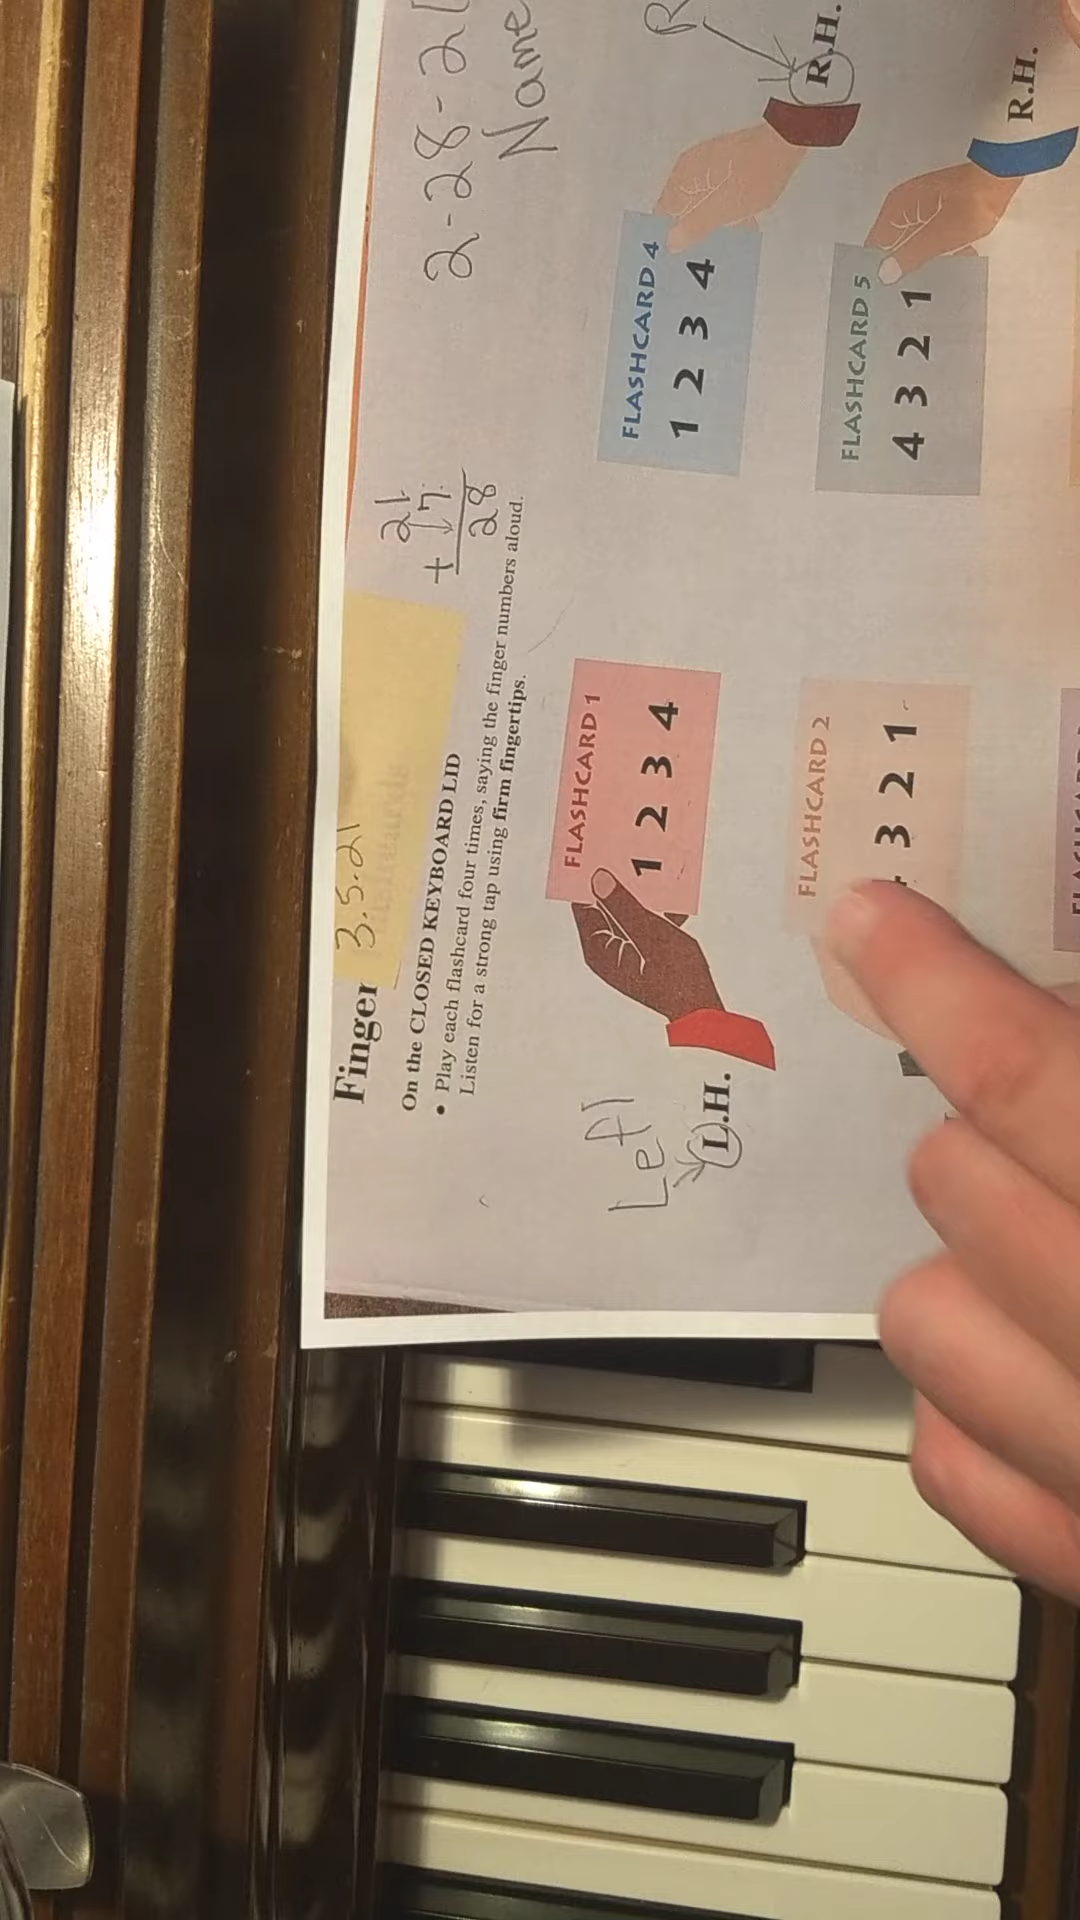 Finger
3.5.21
2-28-21
Name
21
+ 7
28
On the CLOSED KEYBOARD LID
• Play each flashcard four times, saying the finger numbers aloud.
Listen for a strong tap using firm fingertips.
Left
L.H.
FLASHCARD 1
1 2 3 4
FLASHCARD 4
1 2 3 4
R
R.H.
FLASHCARD 2
3 2 1
FLASHCARD 5
4 3 2 1
R.H.